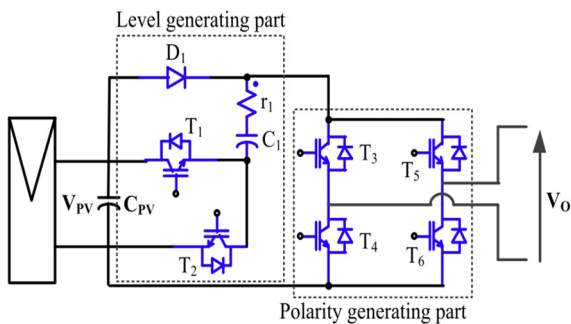 Level generating part
D1
r1
T1
C1
VPV
CPV
T2
T3
T5
T4
T6
VO
Polarity generating part